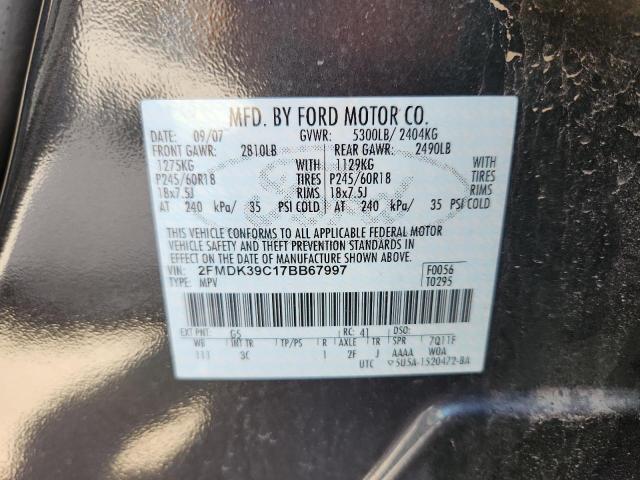 MFD. BY FORD MOTOR CO.
DATE: 09/07 GVWR: 5300LB/ 2404KG
FRONT GAWR: 2810LB REAR GAWR: 2490LB
1275KG WITH 1129KG WITH
P245/60R18 TIRES P245/60R18 TIRES
18x7.5J RIMS 18x7.5J RIMS
AT 240 kPa/ 35 PSI COLD AT 240 kPa/ 35 PSI COLD
THIS VEHICLE CONFORMS TO ALL APPLICABLE FEDERAL MOTOR
VEHICLE SAFETY AND THEFT PREVENTION STANDARDS IN
EFFECT ON THE DATE OF MANUFACTURE SHOWN ABOVE.
VIN: 2FMDK39C17BB67997 F0056
TYPE: MPV T0295
EXT PNT: G5 RC: 41 DSO:
WB INT TR TP/PS R AXLE TR SPR 7Q11F
111 3C 1 2F J AAAA W0A
UTC 5U5A-1520472-BA